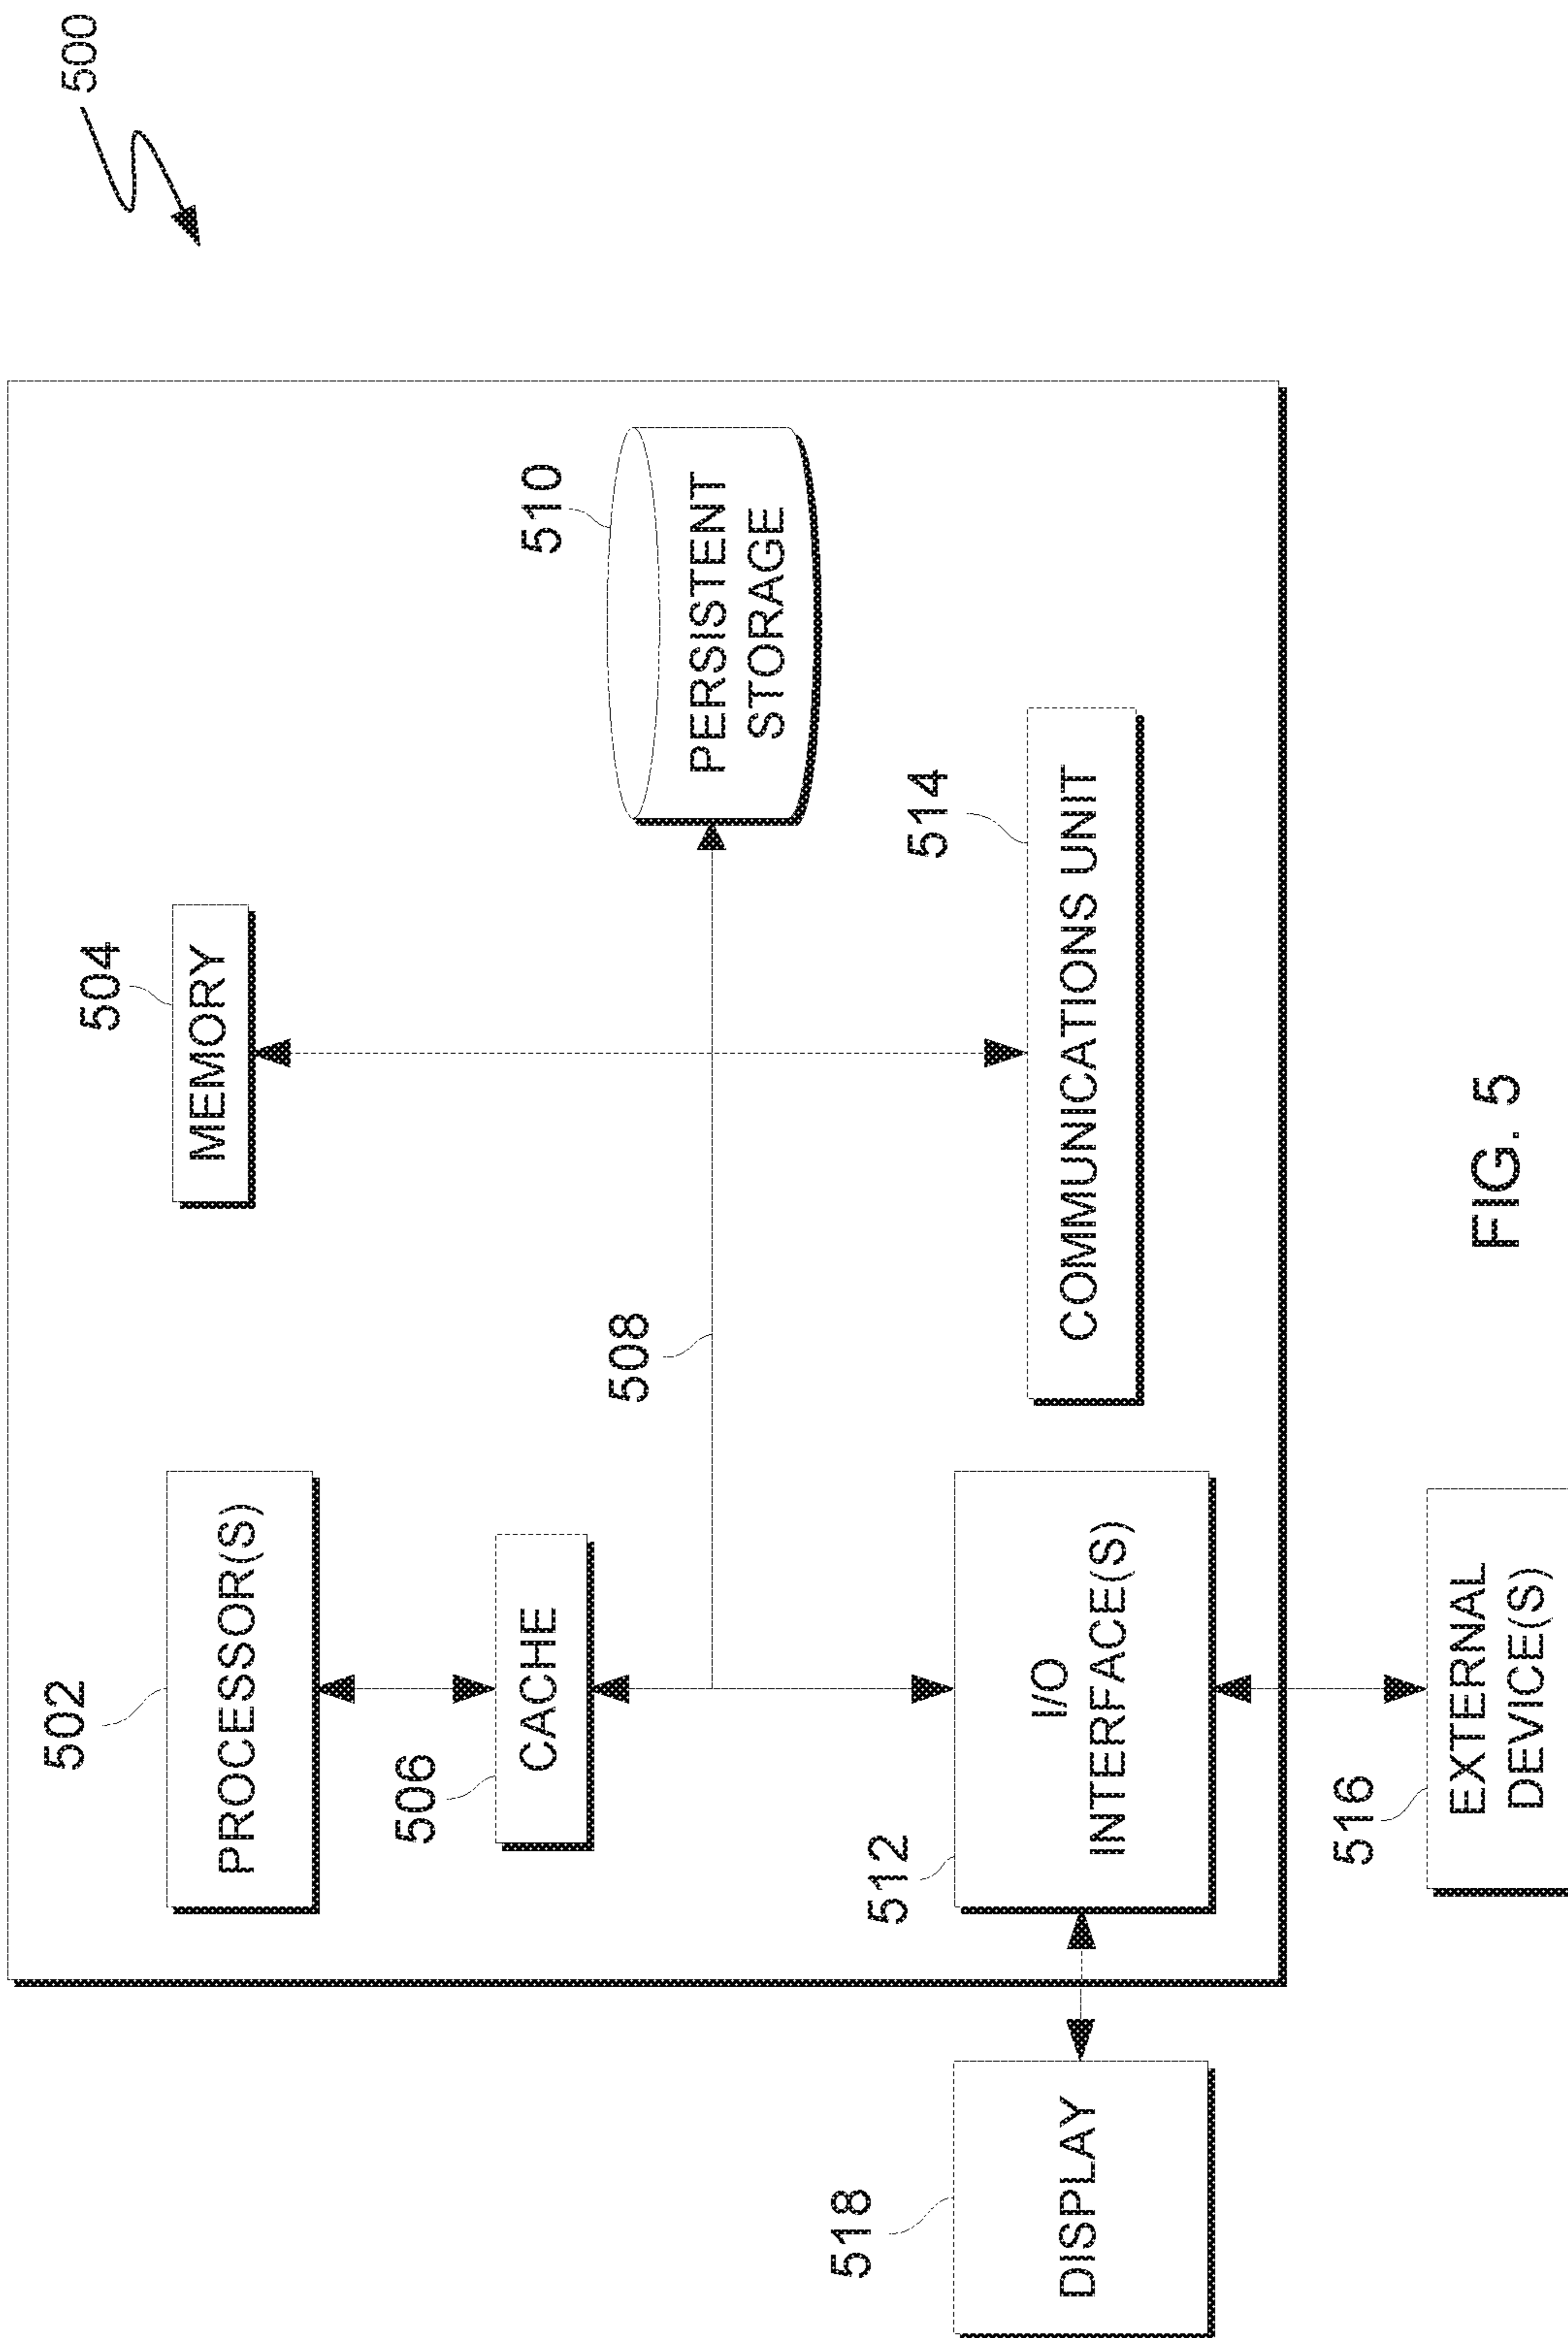 500
502
PROCESSOR(S)
504
MEMORY
506
CACHE
508
510
PERSISTENT
STORAGE
512
I/O
INTERFACE(S)
514
COMMUNICATIONS UNIT
518
DISPLAY
516
EXTERNAL
DEVICE(S)
FIG. 5